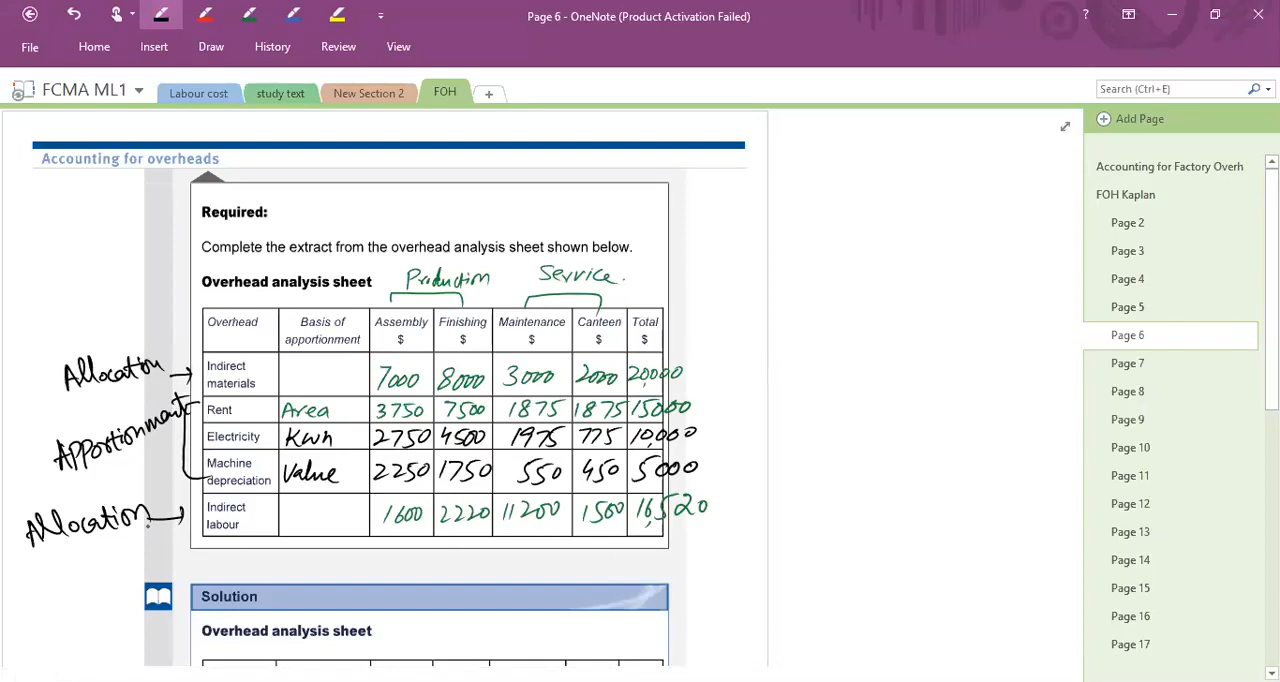 Page 6 - OneNote (Product Activation Failed)
?
File Home Insert Draw History Review View
FCMA ML1 Labour cost study text New Section 2 FOH +
Search (Ctrl+E)
Add Page
Accounting for Factory Overh
FOH Kaplan
Page 2
Page 3
Page 4
Page 5
Page 6
Page 7
Page 8
Page 9
Page 10
Page 11
Page 12
Page 13
Page 14
Page 15
Page 16
Page 17
Accounting for overheads
Required:
Complete the extract from the overhead analysis sheet shown below.
Overhead analysis sheet
Production Service.
Overhead Basis of apportionment Assembly $ Finishing $ Maintenance $ Canteen $ Total $
Allocation
Indirect materials 7000 8000 3000 2000 20,000
Apportionment
Rent Area 3750 7500 1875 1875 15000
Electricity Kwh 2750 4500 1975 775 10,000
Machine depreciation Value 2250 1750 550 450 5000
Allocation
Indirect labour 1600 2220 11200 1500 16,520
Solution
Overhead analysis sheet